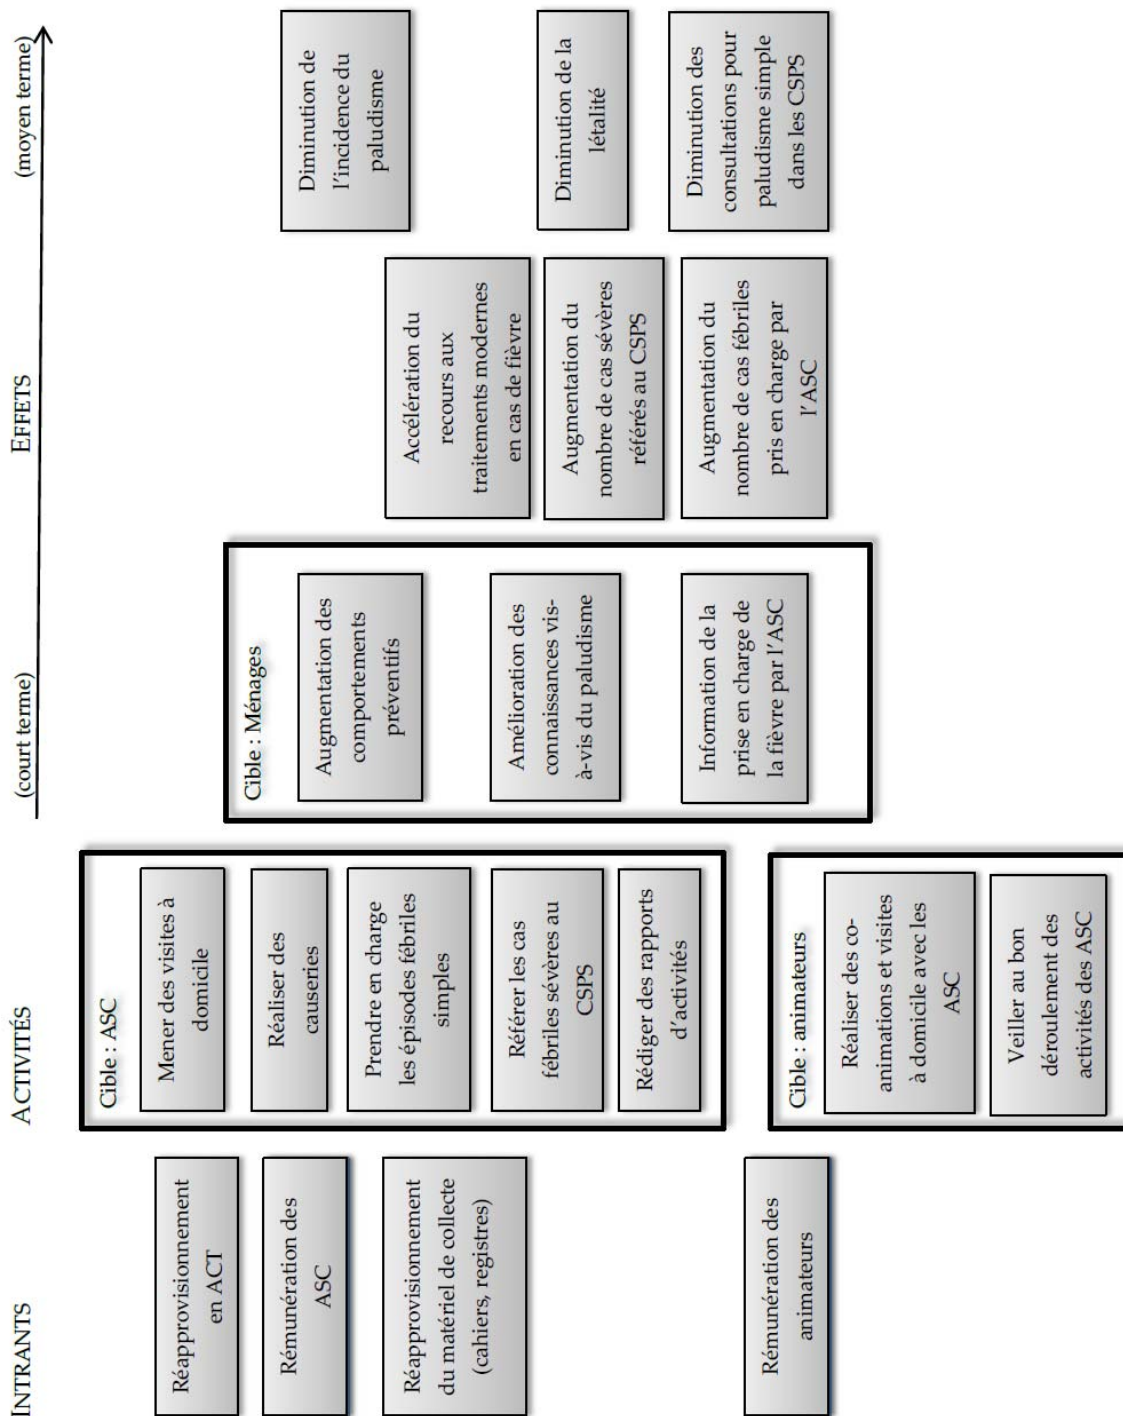 INTRANTS
Réapprovisionnement
en ACT
Rémunération des
ASC
Réapprovisionnement
du matériel de collecte
(cahiers, registres)
Rémunération des
animateurs
ACTIVITÉS
Cible : ASC
Mener des visites à
domicile
Réaliser des
causeries
Prendre en charge
les épisodes fébriles
simples
Référer les cas
fébriles sévères au
CSPS
Rédiger des rapports
d’activités
Cible : animateurs
Réaliser des co-
animations et visites
à domicile avec les
ASC
Veiller au bon
déroulement des
activités des ASC
EFFETS
(court terme)
(moyen terme)
Cible : Ménages
Augmentation des
comportements
préventifs
Amélioration des
connaissances vis-
à-vis du paludisme
Information de la
prise en charge de
la fièvre par l’ASC
Accélération du
recours aux
traitements modernes
en cas de fièvre
Augmentation du
nombre de cas sévères
référés au CSPS
Augmentation du
nombre de cas fébriles
pris en charge par
l’ASC
Diminution de
l’incidence du
paludisme
Diminution de la
létalité
Diminution des
consultations pour
paludisme simple
dans les CSPS